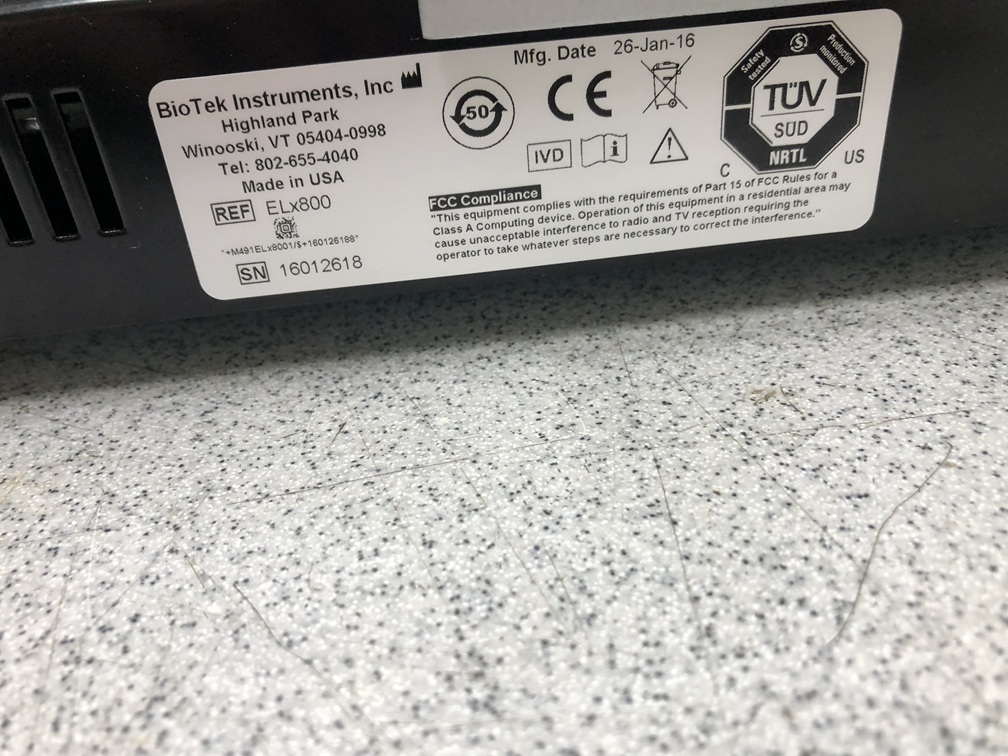 BioTek Instruments, Inc
Highland Park
Winooski, VT 05404-0998
Tel: 802-655-4040
Made in USA
REF ELx800
"+M491ELx8001/$+160126188"
SN 16012618
Mfg. Date 26-Jan-16
50
CE
IVD
i
!
FCC Compliance
"This equipment complies with the requirements of Part 15 of FCC Rules for a
Class A Computing device. Operation of this equipment in a residential area may
cause unacceptable interference to radio and TV reception requiring the
operator to take whatever steps are necessary to correct the interference."
Safety
tested
S
Production
monitored
TÜV
SÜD
NRTL
C US